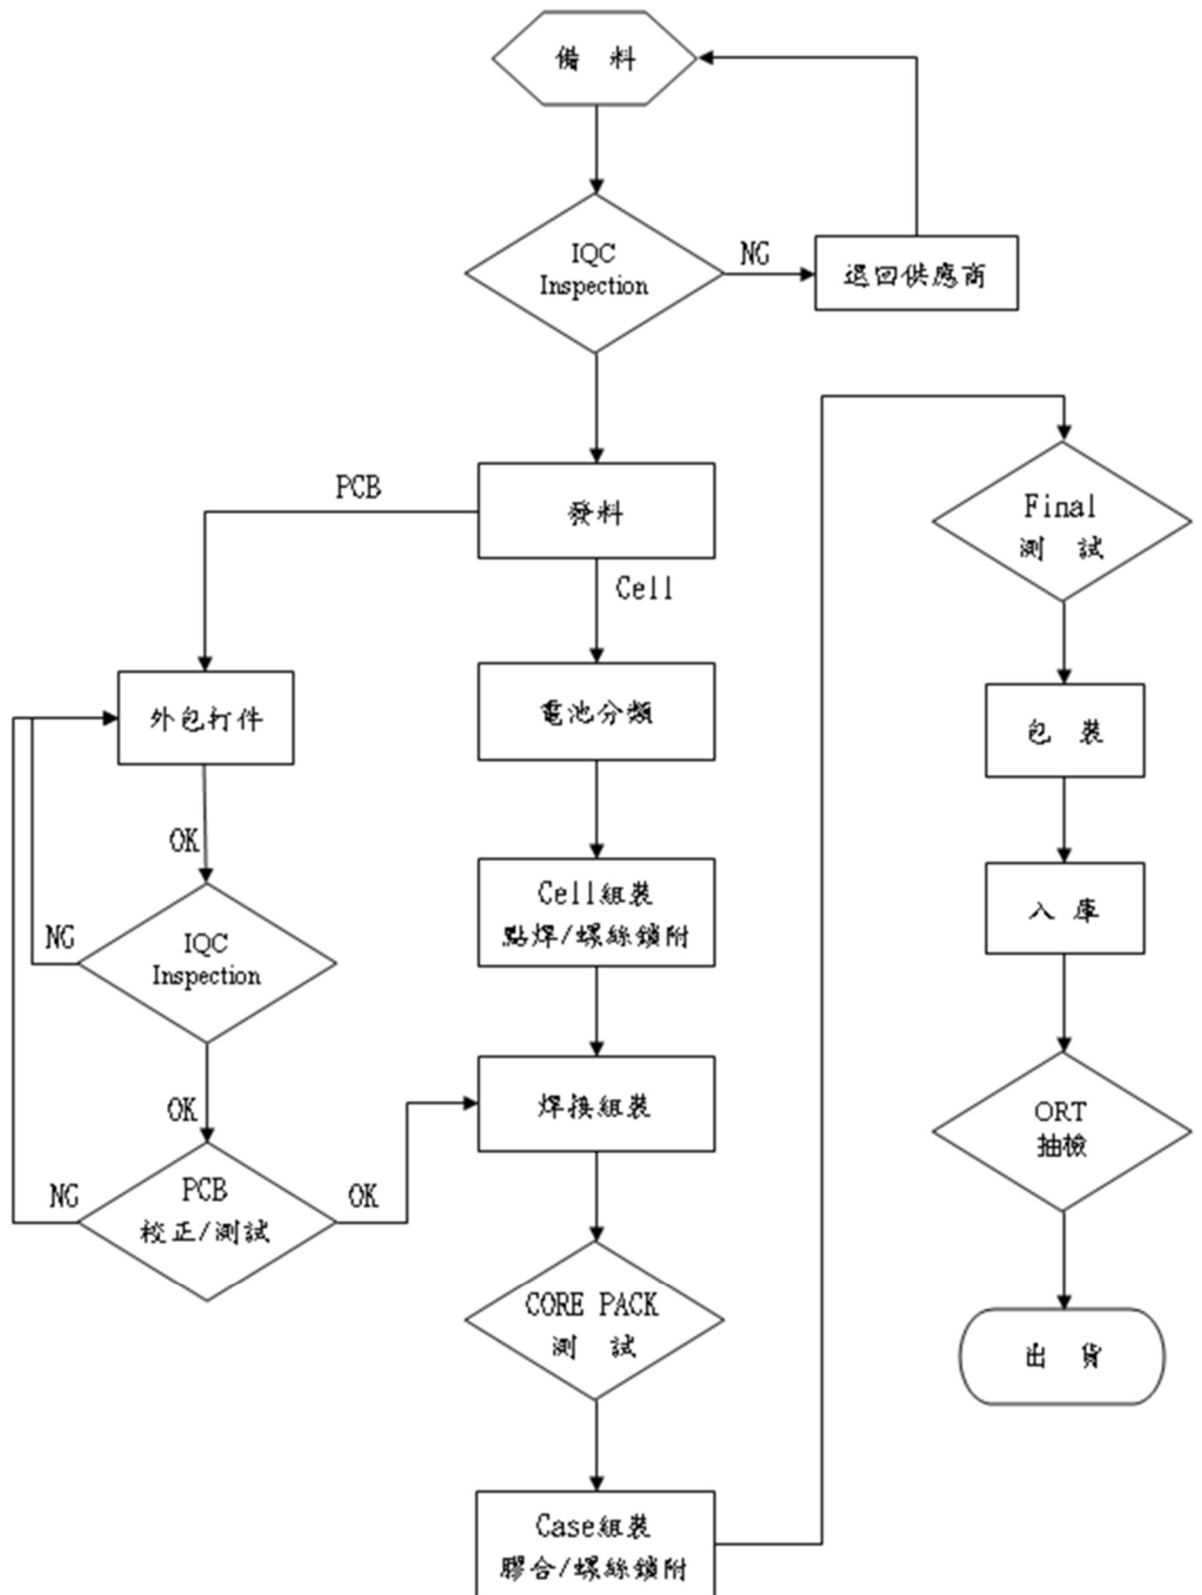 備 料
IQC
Inspection
NG
退回供應商
發料
PCB
Cell
外包打件
電池分類
OK
Cell組裝
點焊/螺絲鎖附
NG
IQC
Inspection
OK
焊接組裝
NG
PCB
校正/測試
OK
CORE PACK
測 試
Case組裝
膠合/螺絲鎖附
Final
測 試
包 裝
入 庫
ORT
抽檢
出 貨